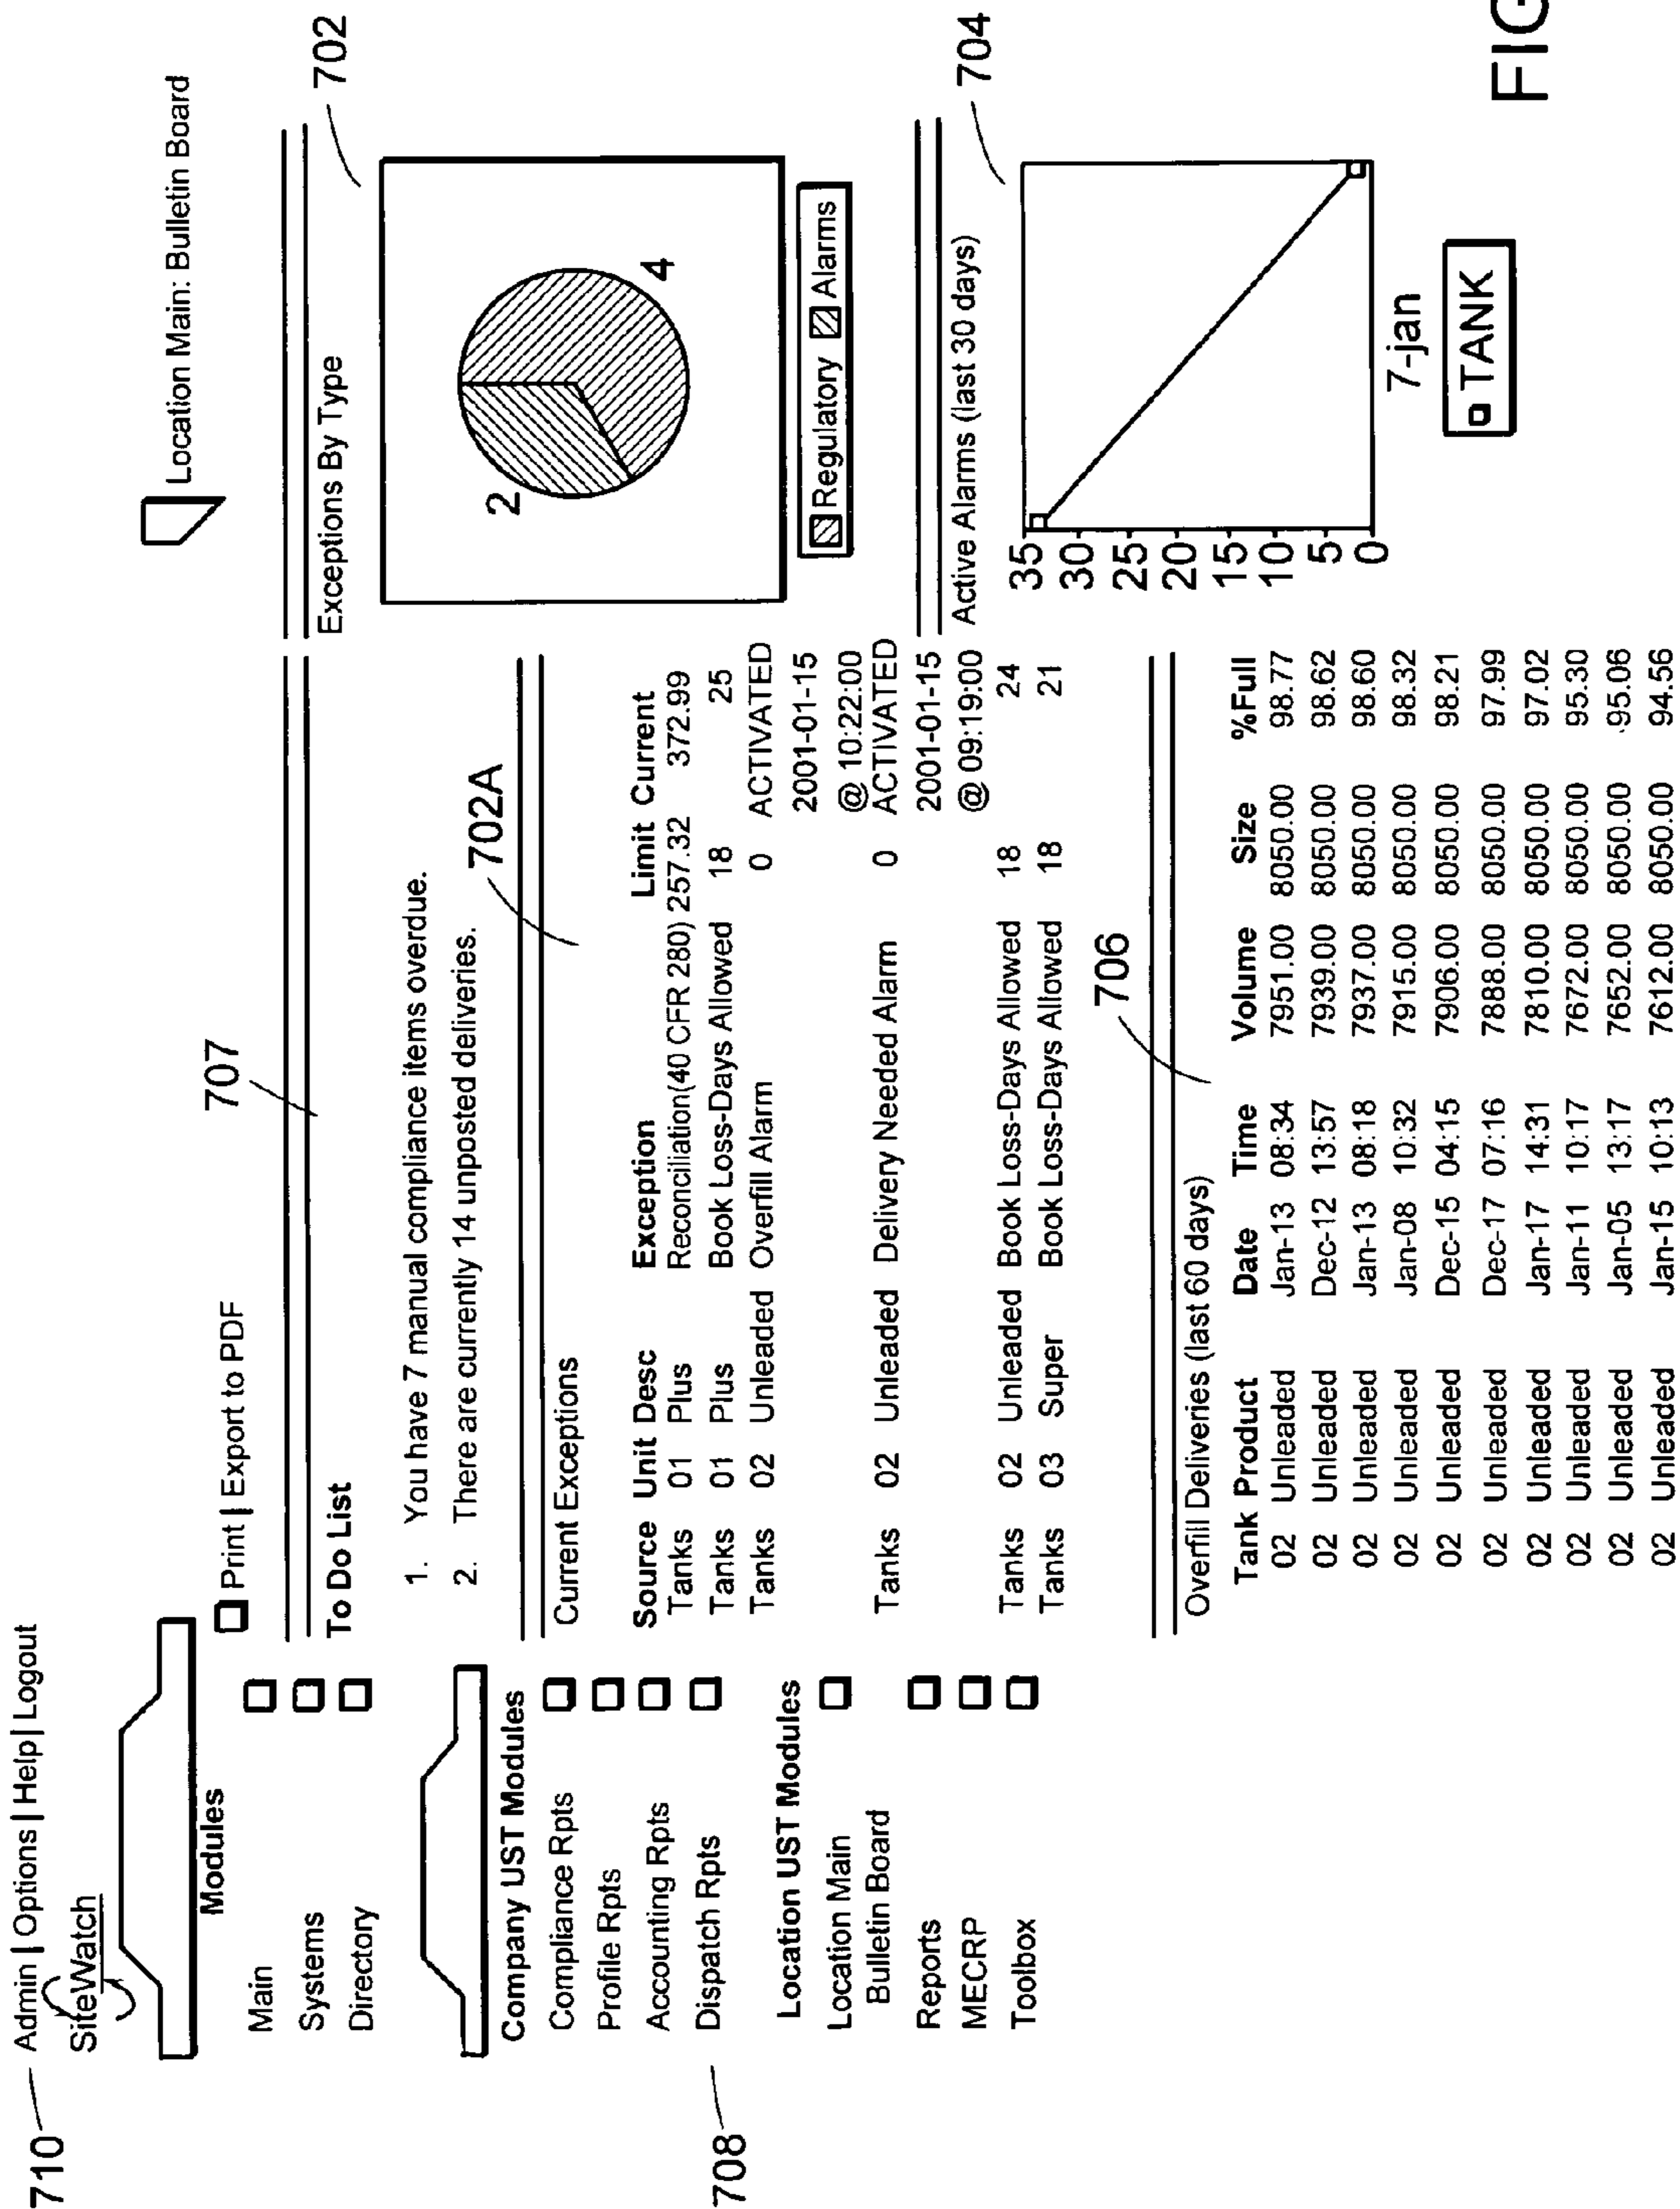 710
Admin | Options | Help | Logout
SiteWatch
Modules
Main
Systems
Directory
Company UST Modules
Compliance Rpts
Profile Rpts
Accounting Rpts
Dispatch Rpts
708
Location UST Modules
Location Main
Bulletin Board
Reports
MECRP
Toolbox
Location Main: Bulletin Board
Print | Export to PDF
707
To Do List
1. You have 7 manual compliance items overdue.
2. There are currently 14 unposted deliveries.
702A
Current Exceptions
Source Unit Desc Exception Limit Current
Tanks 01 Plus Reconciliation(40 CFR 280) 257.32 372.99
Tanks 01 Plus Book Loss-Days Allowed 18 25
Tanks 02 Unleaded Overfill Alarm 0 ACTIVATED
2001-01-15
@ 10:22:00
Tanks 02 Unleaded Delivery Needed Alarm 0 ACTIVATED
2001-01-15
@ 09:19:00
Tanks 02 Unleaded Book Loss-Days Allowed 18 24
Tanks 03 Super Book Loss-Days Allowed 18 21
706
Overfill Deliveries (last 60 days)
Tank Product Date Time Volume Size %Full
02 Unleaded Jan-13 08:34 7951.00 8050.00 98.77
02 Unleaded Dec-12 13:57 7939.00 8050.00 98.62
02 Unleaded Jan-13 08:18 7937.00 8050.00 98.60
02 Unleaded Jan-08 10:32 7915.00 8050.00 98.32
02 Unleaded Dec-15 04:15 7906.00 8050.00 98.21
02 Unleaded Dec-17 07:16 7888.00 8050.00 97.99
02 Unleaded Jan-17 14:31 7810.00 8050.00 97.02
02 Unleaded Jan-11 10:17 7672.00 8050.00 95.30
02 Unleaded Jan-05 13:17 7652.00 8050.00 95.06
02 Unleaded Jan-15 10:13 7612.00 8050.00 94.56
Exceptions By Type
702
2
4
Regulatory Alarms
Active Alarms (last 30 days)
704
35
30
25
20
15
10
5
0
7-jan
TANK
FIG